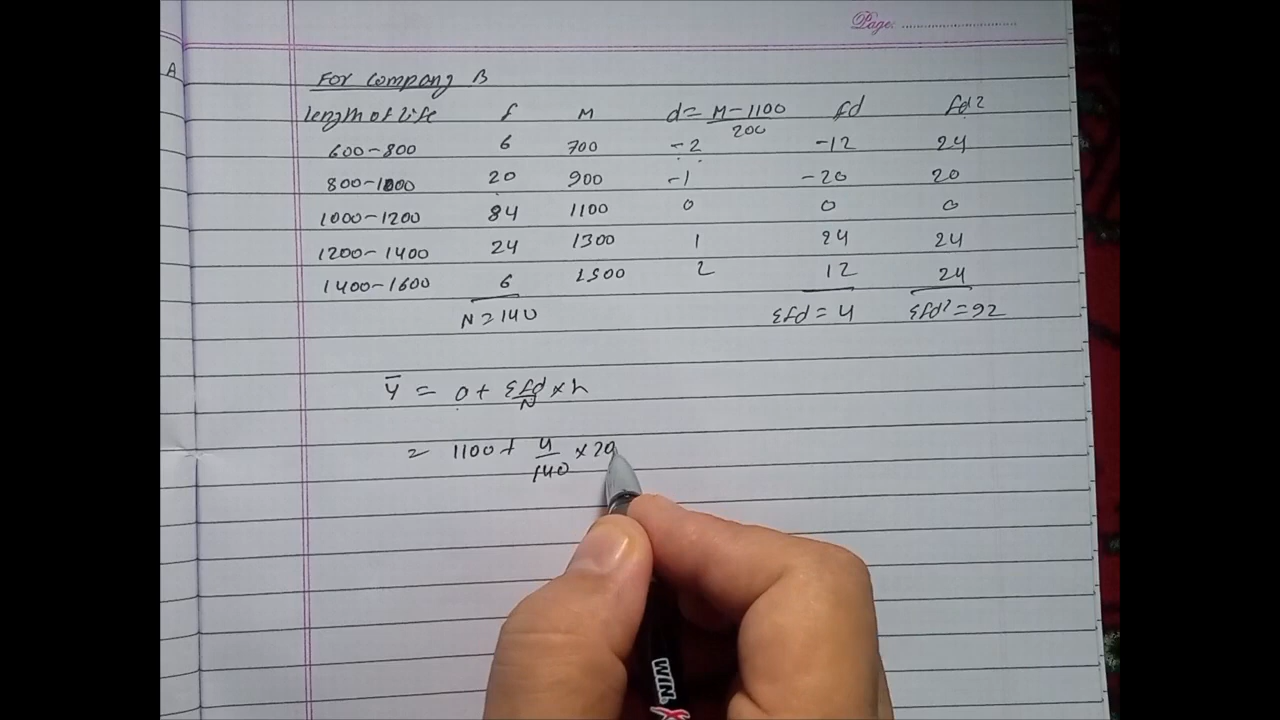 Page:
A
For Company B
Length of Life f M d = M-1100/200 fd fd²
600-800 6 700 -2 -12 24
800-1000 20 900 -1 -20 20
1000-1200 84 1100 0 0 0
1200-1400 24 1300 1 24 24
1400-1600 6 1500 2 12 24
N = 140 Σfd = 4 Σfd² = 92
ȳ = a + Σfd/N × h
= 1100 + 4/140 × 20
WIN